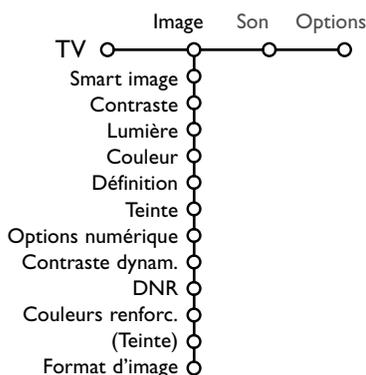 Image Son Options
TV
Smart image
Contraste
Lumière
Couleur
Définition
Teinte
Options numérique
Contraste dynam.
DNR
Couleurs renforc.
(Teinte)
Format d'image